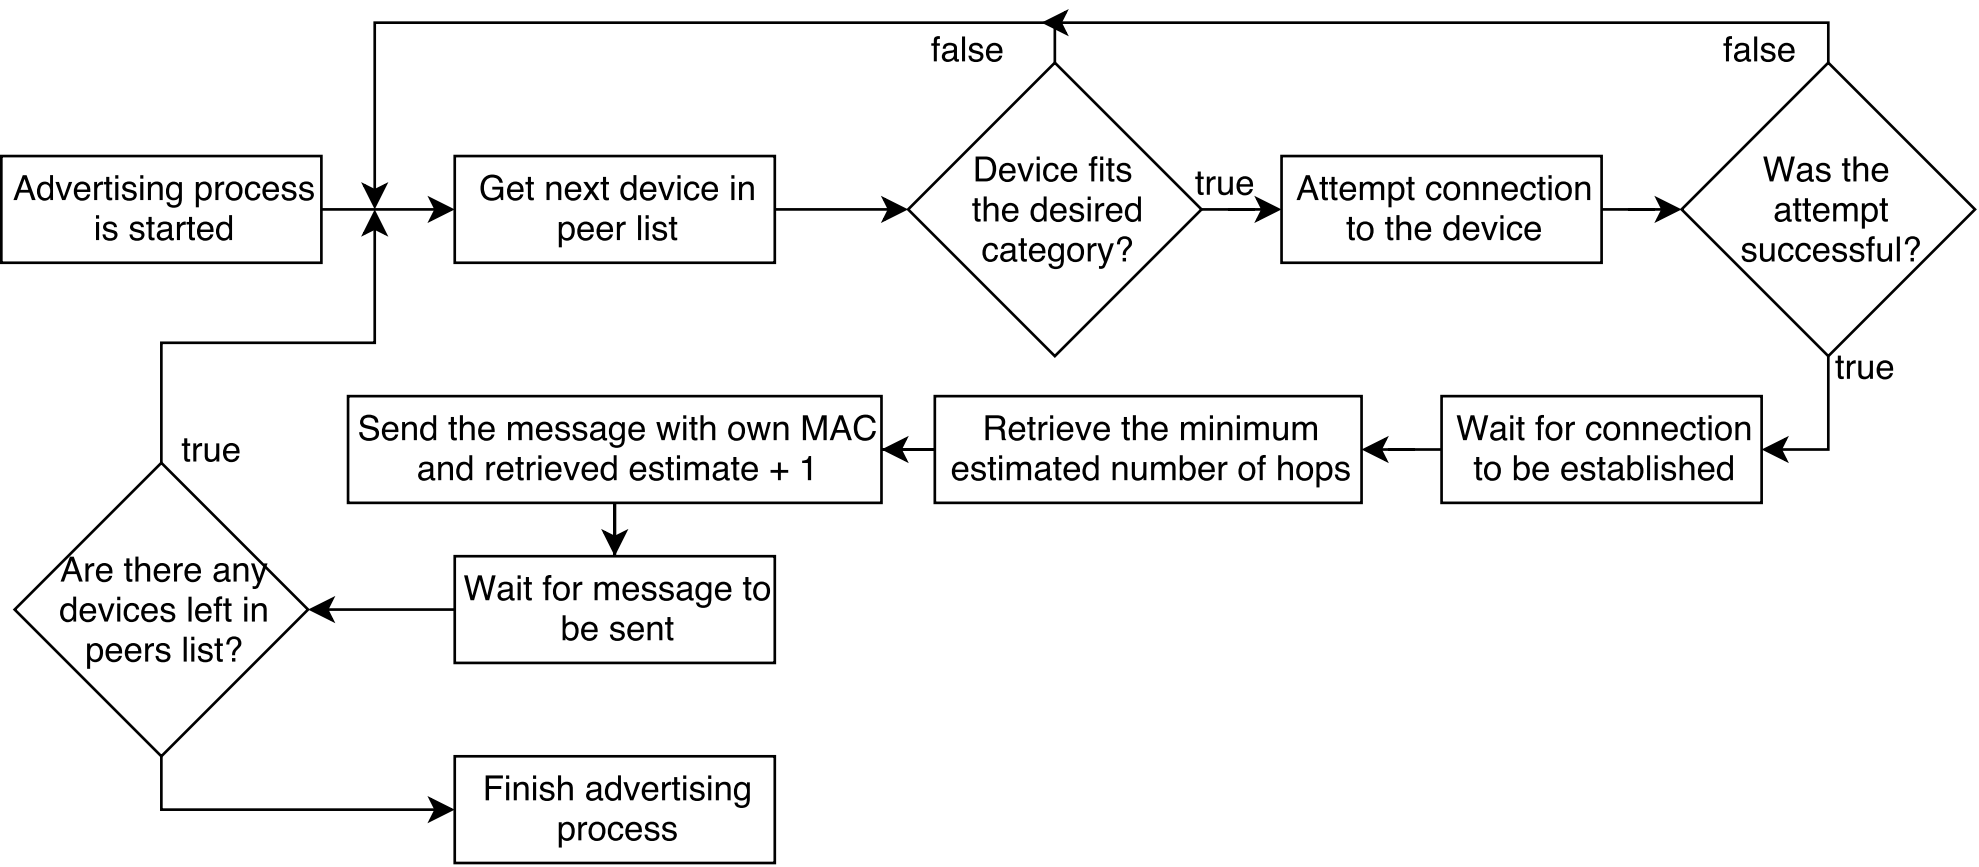 false
false
Advertising process
is started
Get next device in
peer list
Device fits
the desired
category?
true
Attempt connection
to the device
Was the
attempt
successful?
true
Send the message with own MAC
and retrieved estimate + 1
Retrieve the minimum
estimated number of hops
Wait for connection
to be established
true
Are there any
devices left in
peers list?
Wait for message to
be sent
Finish advertising
process